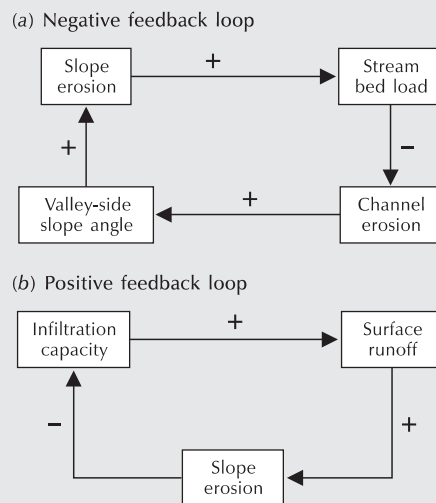 (a) Negative feedback loop
Slope
erosion
+
Stream
bed load
+
–
Valley-side
slope angle
+
Channel
erosion
(b) Positive feedback loop
Infiltration
capacity
+
Surface
runoff
–
+
Slope
erosion